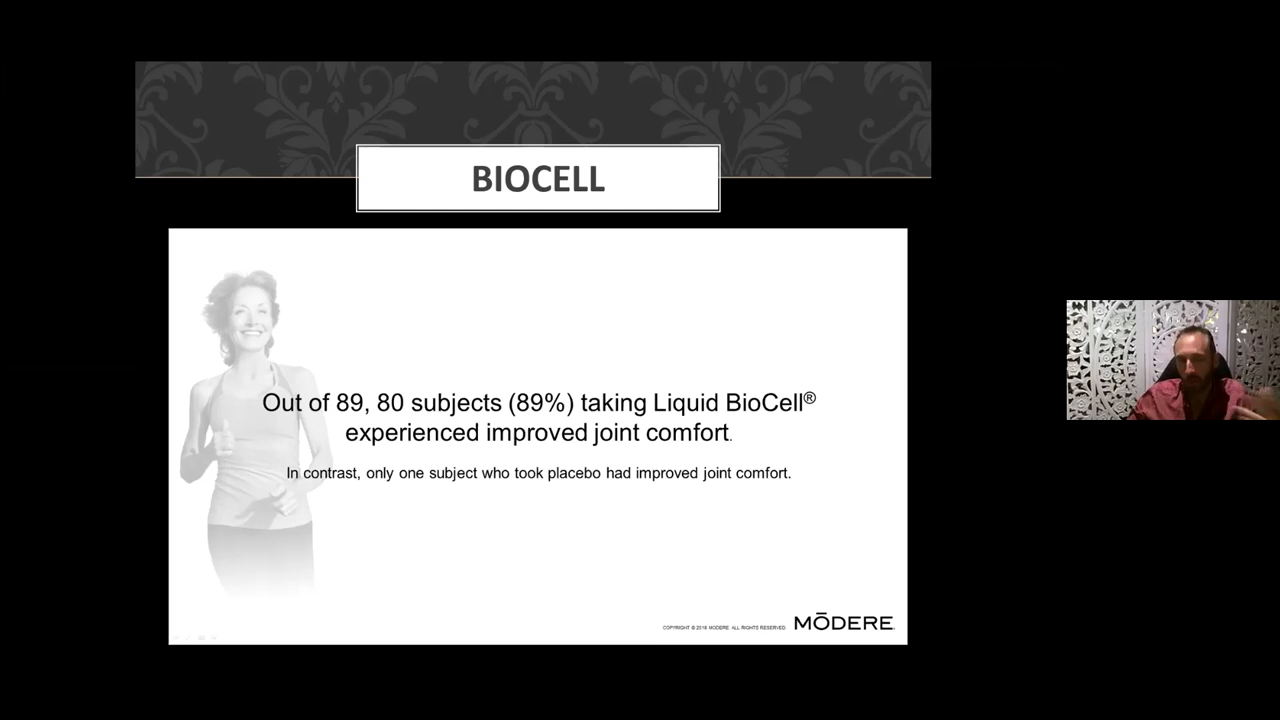 BIOCELL
Out of 89, 80 subjects (89%) taking Liquid BioCell®
experienced improved joint comfort.
In contrast, only one subject who took placebo had improved joint comfort.
COPYRIGHT © 2016 MODERE. ALL RIGHTS RESERVED
MŌDERE